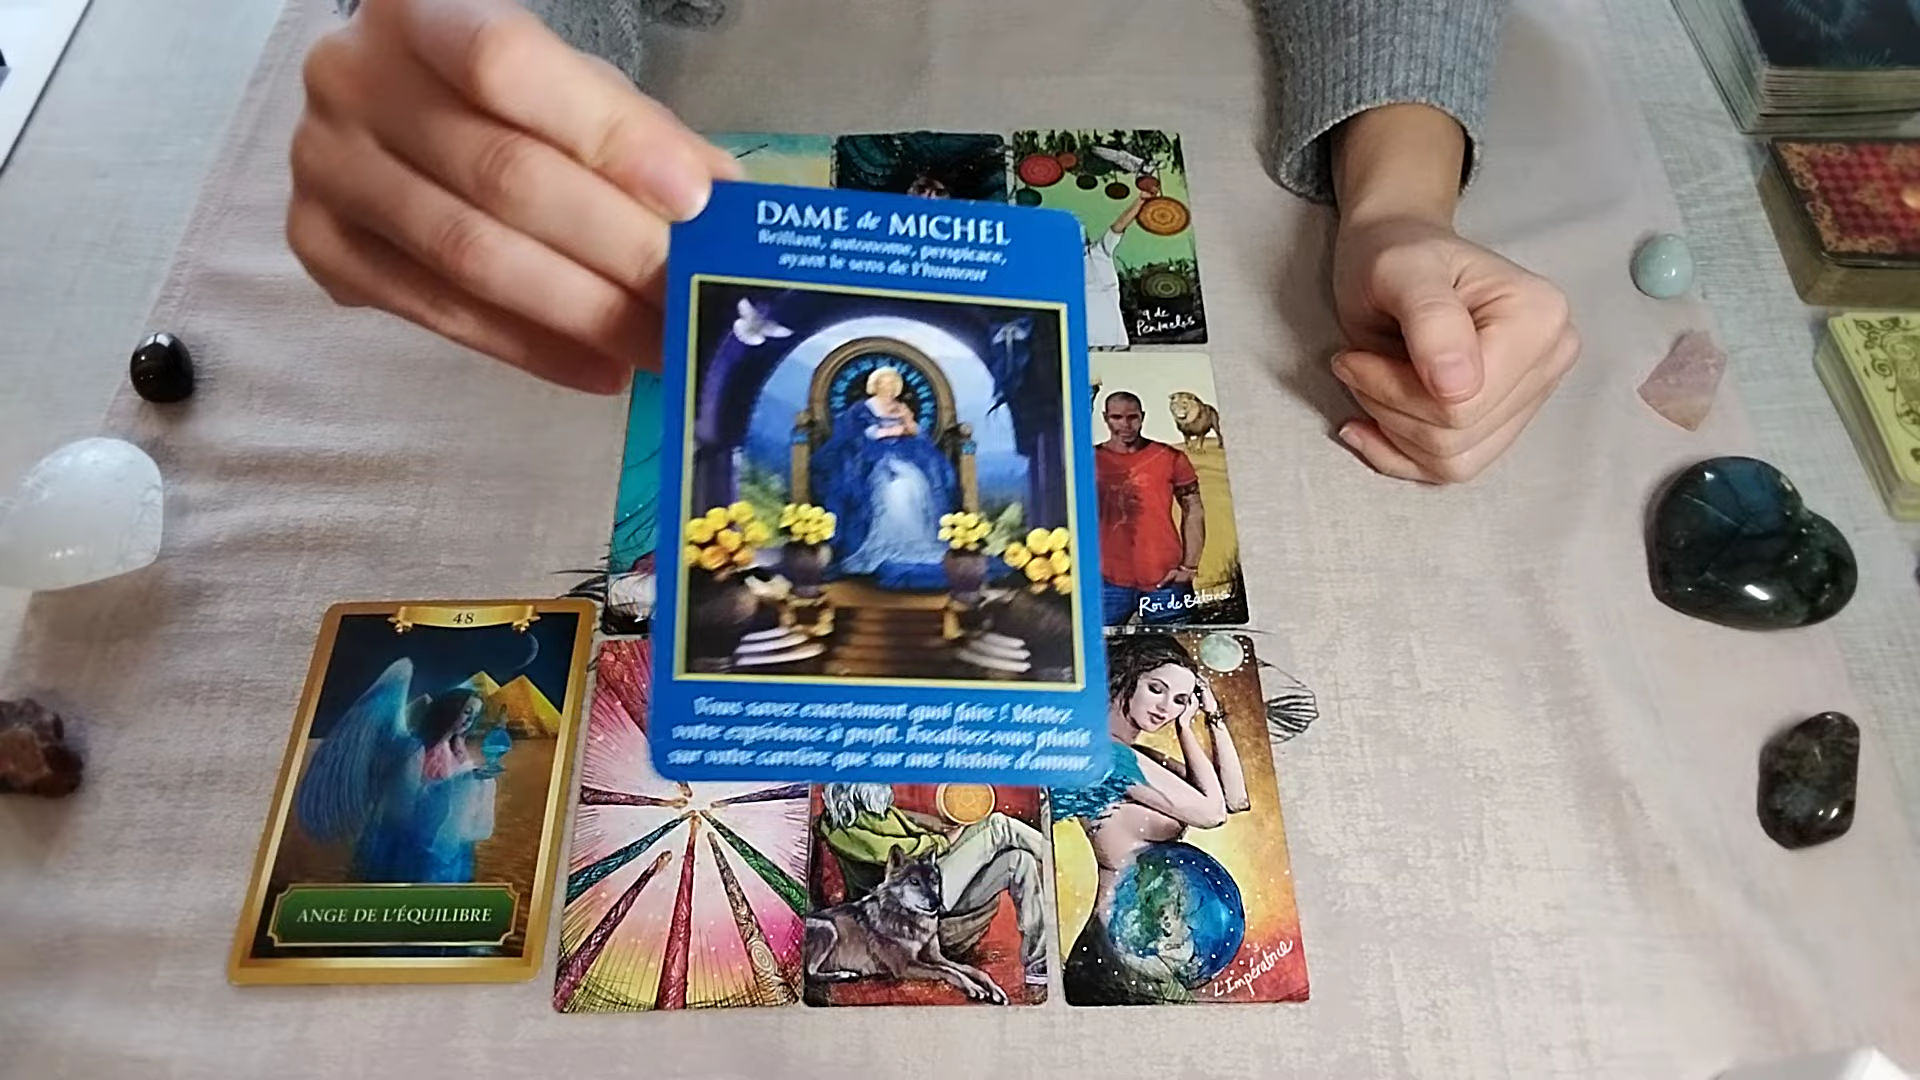 DAME de MICHEL
Brillant, autonome, perspicace,
ayant le sens de l'humour
9 de
Pentacles
Roi de Bâtons
48
Vous savez exactement quoi faire ! Mettez
votre expérience à profit. Focalisez-vous plutôt
sur votre carrière que sur une histoire d'amour.
ANGE DE L'ÉQUILIBRE
L'Impératrice